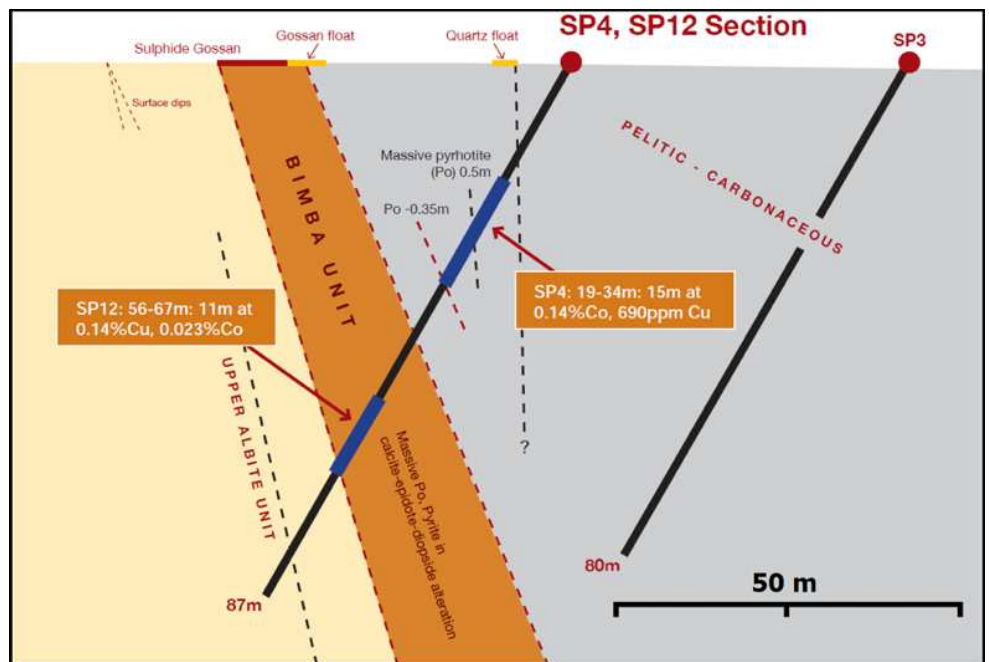 SP4, SP12 Section
Sulphide Gossan
Gossan float
Quartz float
SP3
Surface dips
Massive pyrrhotite
(Po) 0.5m
Po -0.35m
PELITIC - CARBONACEOUS
BIMBA UNIT
SP12: 56-67m: 11m at
0.14%Cu, 0.023%Co
SP4: 19-34m: 15m at
0.14%Co, 690ppm Cu
UPPER ALBITE UNIT
Massive Po, Pyrite in
calcite-epidote-diopside alteration
?
87m
80m
50 m